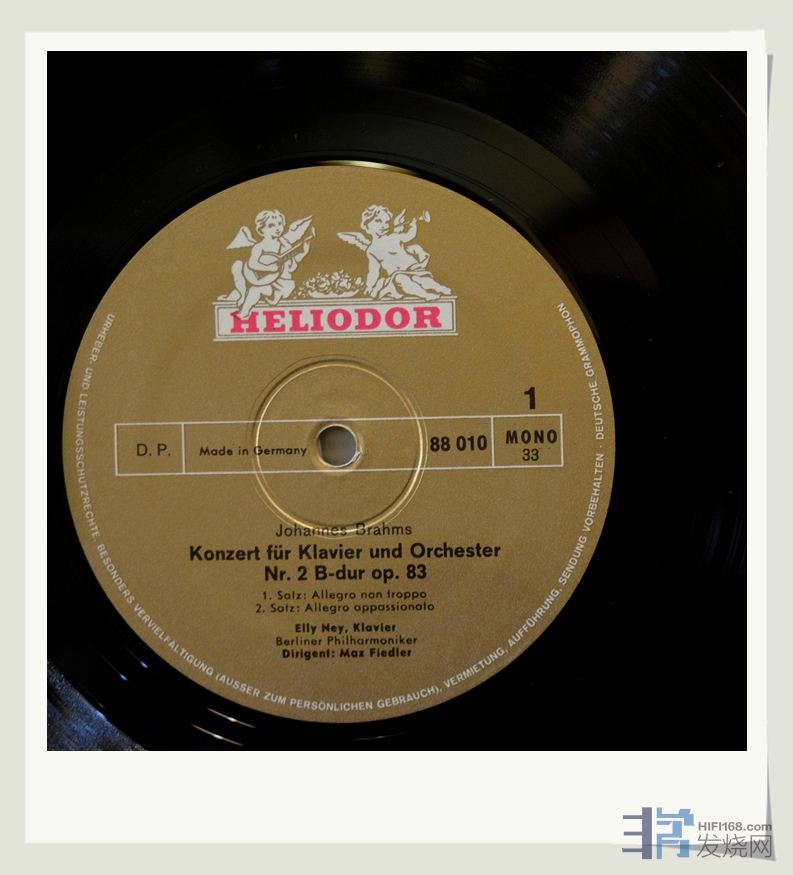 HELIODOR
1
D. P.
Made in Germany
88 010
MONO
33
Johannes Brahms
Konzert für Klavier und Orchester
Nr. 2 B-dur op. 83
1. Satz: Allegro non troppo
2. Satz: Allegro appassionato
Elly Ney, Klavier
Berliner Philharmoniker
Dirigent: Max Fiedler
URHEBER- UND LEISTUNGSSCHUTZRECHTE, BESONDERS VERVIELFÄLTIGUNG (AUSSER ZUM PERSÖNLICHEN GEBRAUCH), VERMIETUNG, AUFFÜHRUNG, SENDUNG VORBEHALTEN · DEUTSCHE GRAMMOPHON
HIFI168.com
发烧网